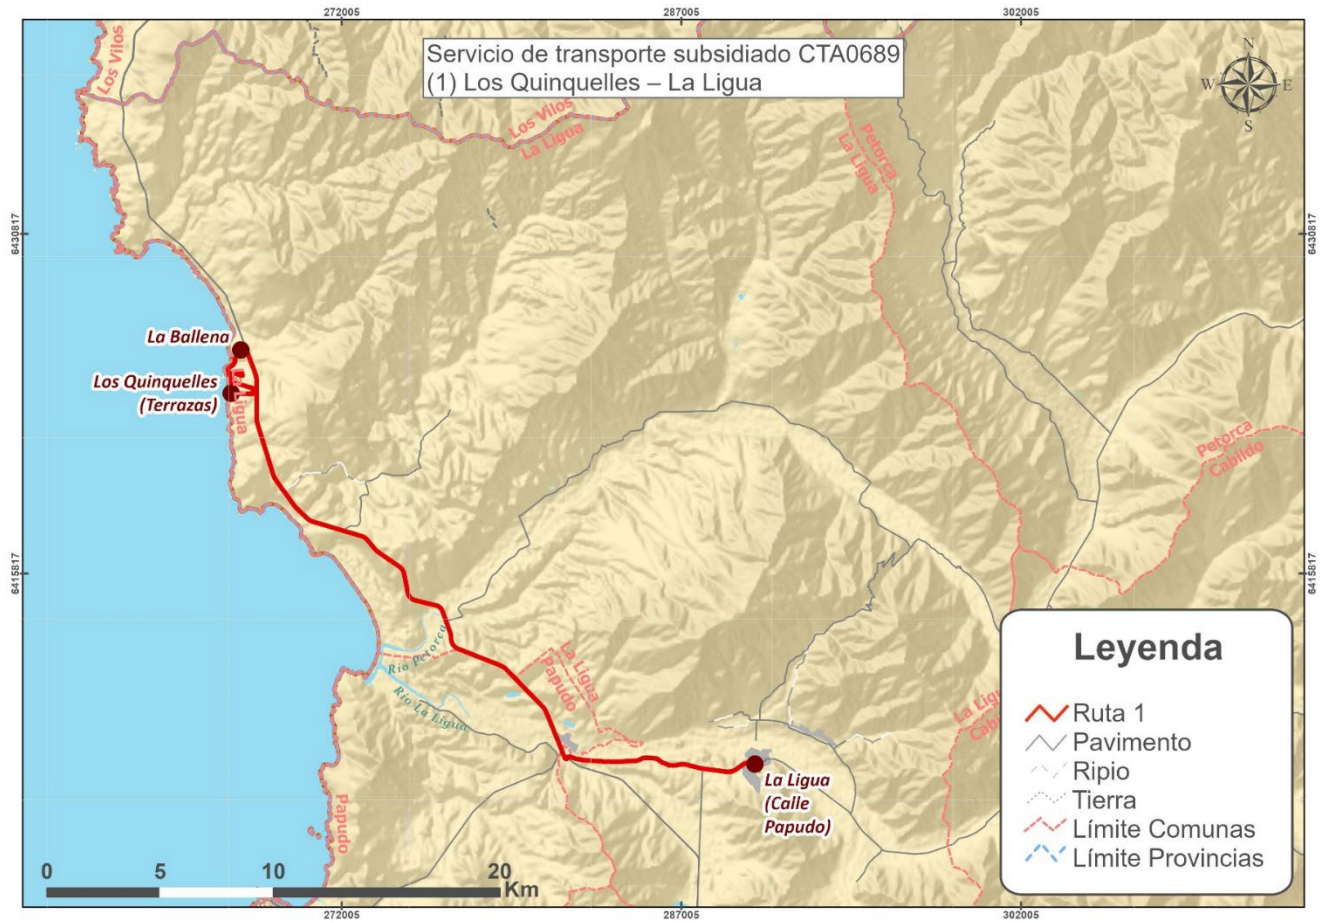 272005
287005
302005
Servicio de transporte subsidiado CTA0689
(1) Los Quinquelles – La Ligua
N
W
E
S
Los Vilos
Los Vilos
La Ligua
Petorca
La Ligua
6430817
6430817
La Ballena
Los Quinquelles
(Terrazas)
La Ligua
Petorca
Cabildo
6415817
6415817
Río Petorca
Río La Ligua
La Ligua
Papudo
La Ligu
Cab
La Ligua
(Calle
Papudo)
Papudo
Leyenda
Ruta 1
Pavimento
Ripio
Tierra
Límite Comunas
Límite Provincias
0
5
10
20
Km
272005
287005
302005